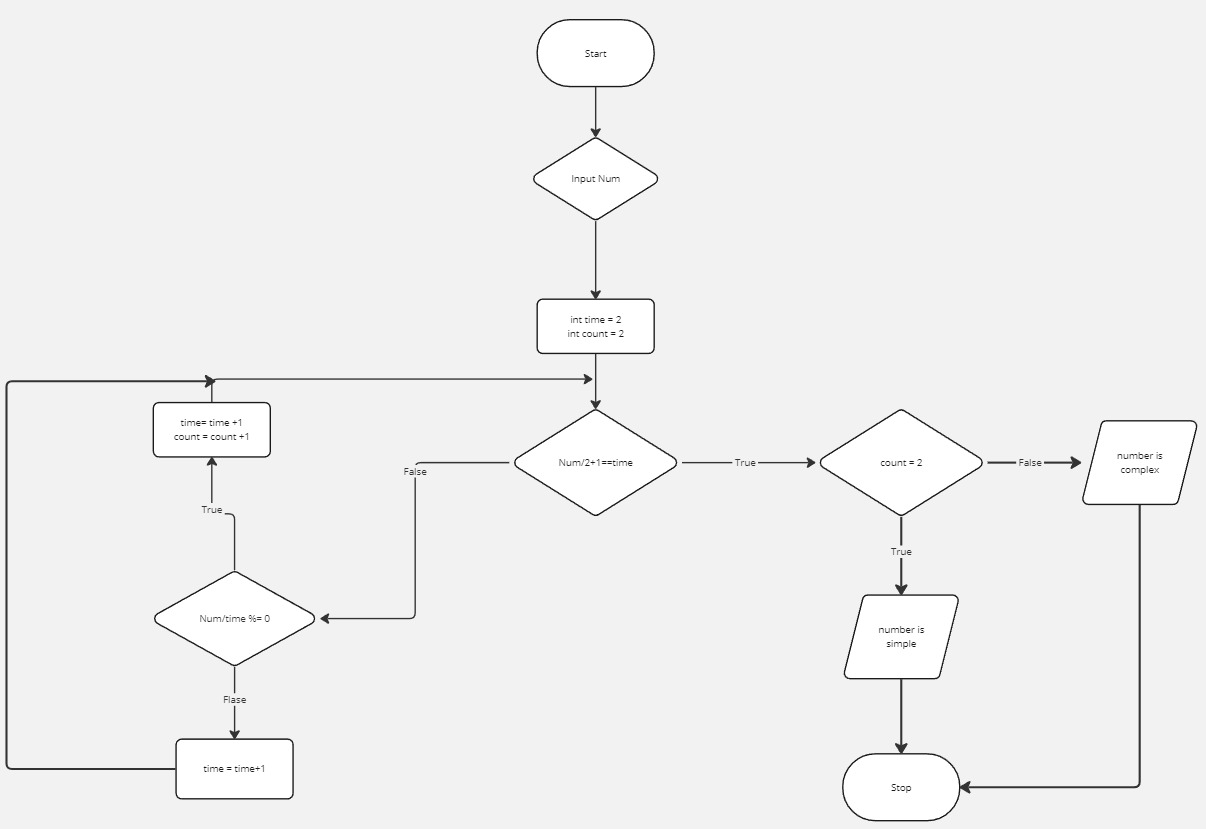 Start
Input Num
int time = 2
int count = 2
time= time +1
count = count +1
False
Num/2+1==time
True
count = 2
False
number is
complex
True
True
Num/time %= 0
number is
simple
Flase
time = time+1
Stop